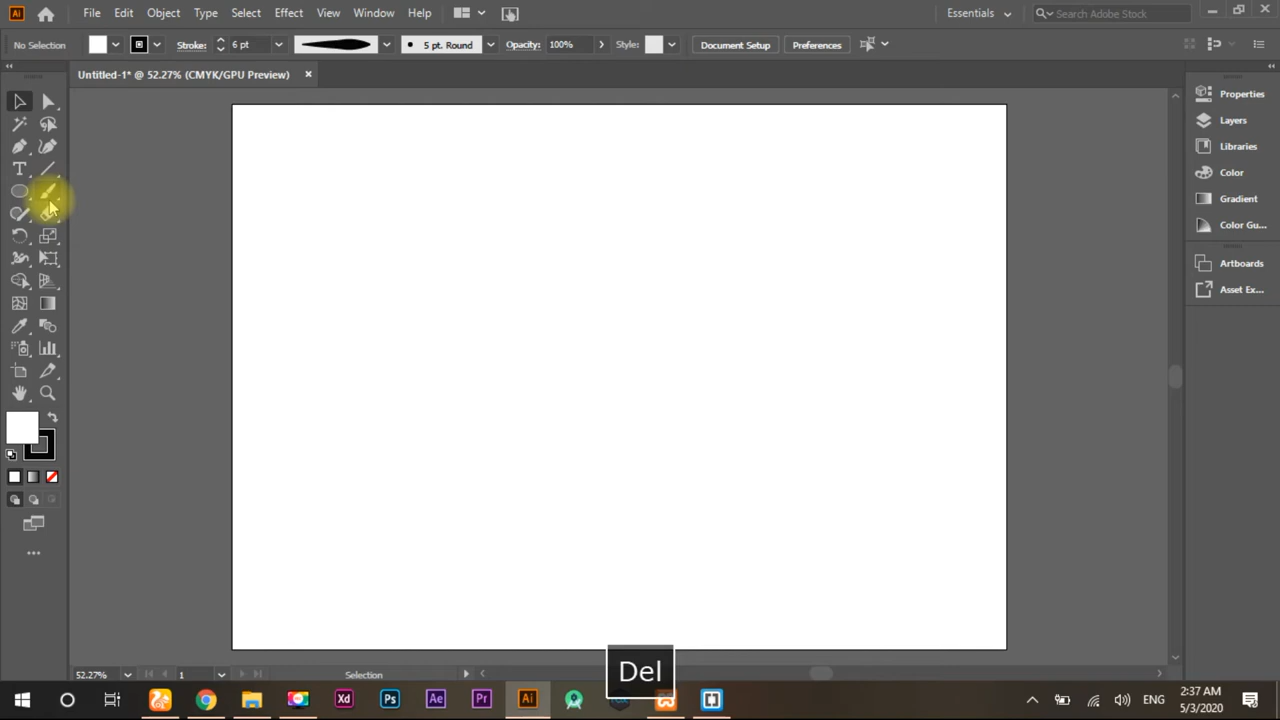 Ai File Edit Object Type Select Effect View Window Help Essentials Search Adobe Stock
No Selection Stroke: 6 pt 5 pt. Round Opacity: 100% Style: Document Setup Preferences
Untitled-1* @ 52.27% (CMYK/GPU Preview) ×
Properties
Layers
Libraries
Color
Gradient
Color Gu...
Artboards
Asset Ex...
52.27% 1 Selection
Del
Xd Ps Ae Pr Ai ENG 2:37 AM
5/3/2020